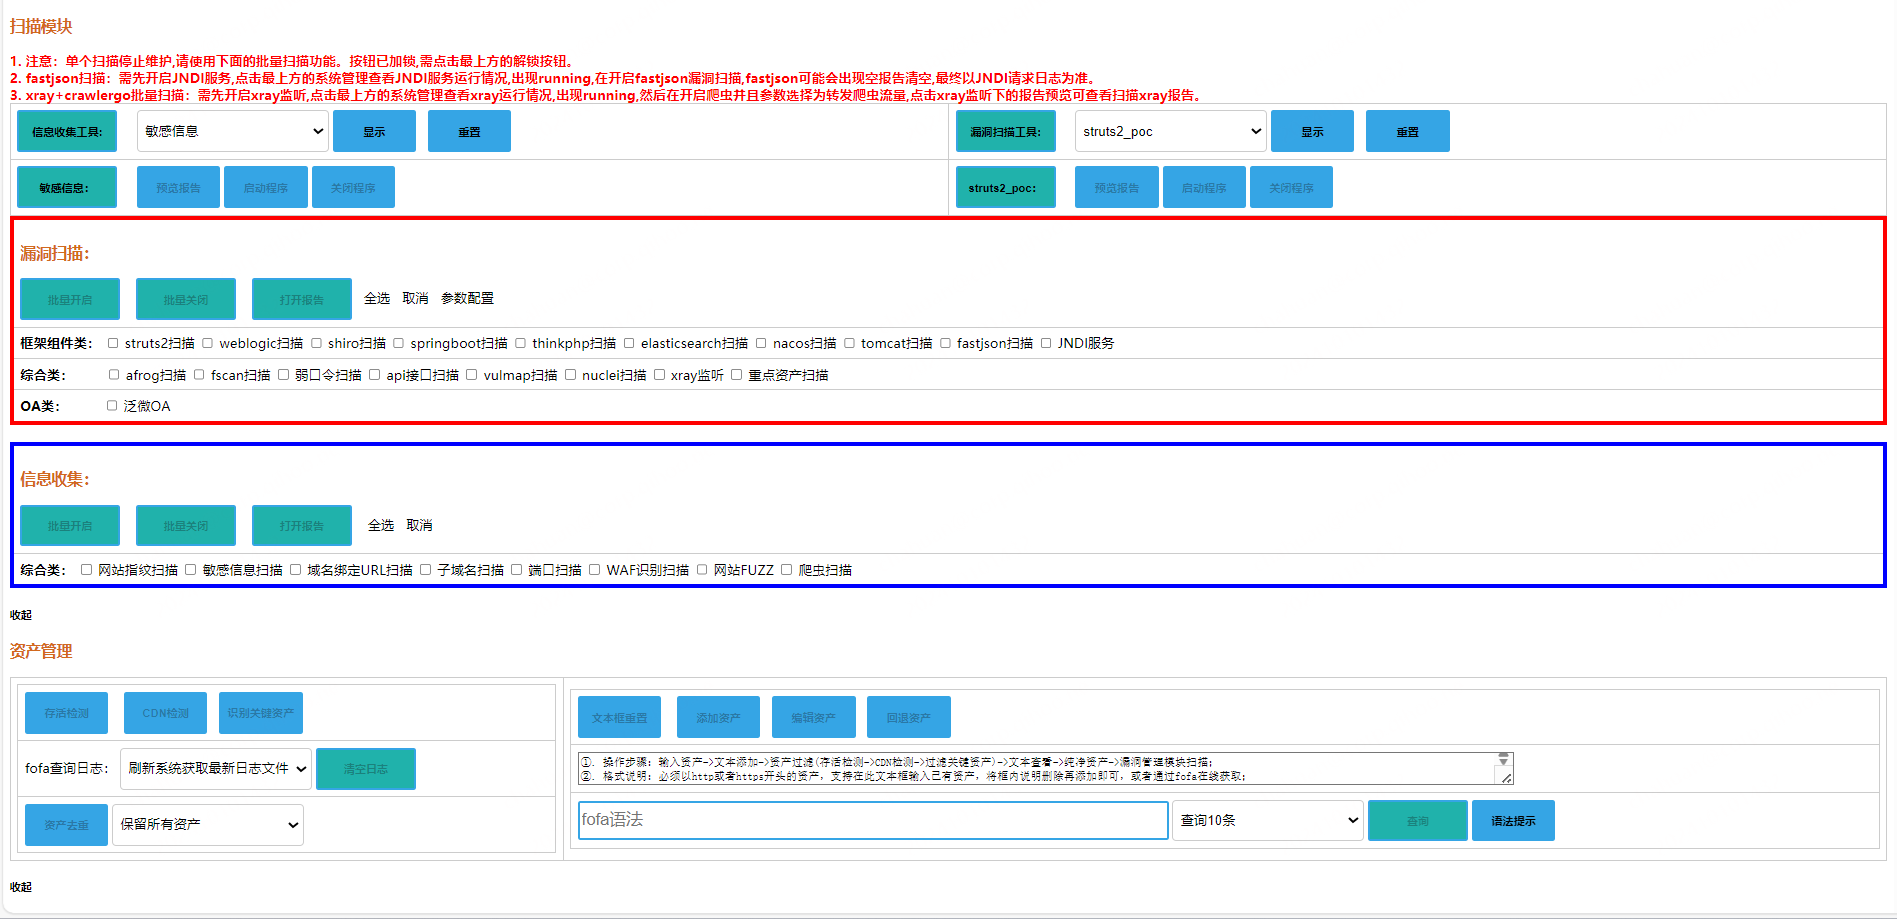 扫描模块
1. 注意：单个扫描停止维护,请使用下面的批量扫描功能。按钮已加锁,需点击最上方的解锁按钮。
2. fastjson扫描：需先开启JNDI服务,点击最上方的系统管理查看JNDI服务运行情况,出现running,在开启fastjson漏洞扫描,fastjson可能会出现空报告清空,最终以JNDI请求日志为准。
3. xray+crawlergo批量扫描：需先开启xray监听,点击最上方的系统管理查看xray运行情况,出现running,然后在开启爬虫并且参数选择为转发爬虫流量,点击xray监听下的报告预览可查看扫描xray报告。
信息收集工具: 敏感信息 显示 重置 漏洞扫描工具: struts2_poc 显示 重置
敏感信息: 预览报告 启动程序 关闭程序 struts2_poc: 预览报告 启动程序 关闭程序
漏洞扫描：
批量开启 批量关闭 打开报告 全选 取消 参数配置
框架组件类： struts2扫描 weblogic扫描 shiro扫描 springboot扫描 thinkphp扫描 elasticsearch扫描 nacos扫描 tomcat扫描 fastjson扫描 JNDI服务
综合类： afrog扫描 fscan扫描 弱口令扫描 api接口扫描 vulmap扫描 nuclei扫描 xray监听 重点资产扫描
OA类： 泛微OA
信息收集：
批量开启 批量关闭 打开报告 全选 取消
综合类： 网站指纹扫描 敏感信息扫描 域名绑定URL扫描 子域名扫描 端口扫描 WAF识别扫描 网站FUZZ 爬虫扫描
收起
资产管理
存活检测 CDN检测 识别关键资产 文本框重置 添加资产 编辑资产 回退资产
fofa查询日志： 刷新系统获取最新日志文件 清空日志
①. 操作步骤: 输入资产->文本添加->资产过滤(存活检测->CDN检测->过滤关键资产)->文本查看->纯净资产->漏洞管理模块扫描;
②. 格式说明: 必须以http或者https开头的资产, 支持在此文本框输入已有资产, 将框内说明删除再添加即可, 或者通过fofa在线获取;
资产去重 保留所有资产 fofa语法 查询10条 查询 语法提示
收起